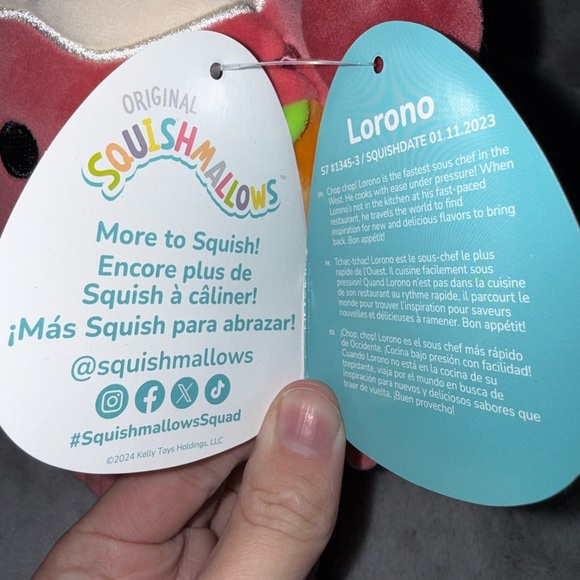 ORIGINAL
SQUISHMALLOWS™
More to Squish!
Encore plus de
Squish à câliner!
¡Más Squish para abrazar!
@squishmallows
#SquishmallowsSquad
©2024 Kelly Toys Holdings, LLC
Lorono
S7 #1345-3 / SQUISHDATE 01.11.2023
EN Chop chop! Lorono is the fastest sous chef in the
West. He cooks with ease under pressure! When
Lorono's not in the kitchen at his fast-paced
restaurant, he travels the world to find
inspiration for new and delicious flavors to bring
back. Bon appétit!
FR Tchac-tchac! Lorono est le sous-chef le plus
rapide de l'Ouest. Il cuisine facilement sous
pression! Quand Lorono n'est pas dans la cuisine
de son restaurant au rythme rapide, il parcourt le
monde pour trouver l'inspiration pour saveurs
nouvelles et délicieuses à ramener. Bon appétit!
ES ¡Chop, chop! Lorono es el sous chef más rápido
de Occidente. ¡Cocina bajo presión con facilidad!
Cuando Lorono no está en la cocina de su
trepidante, viaja por el mundo en busca de
inspiración para nuevos y deliciosos sabores que
traer de vuelta. ¡Buen provecho!